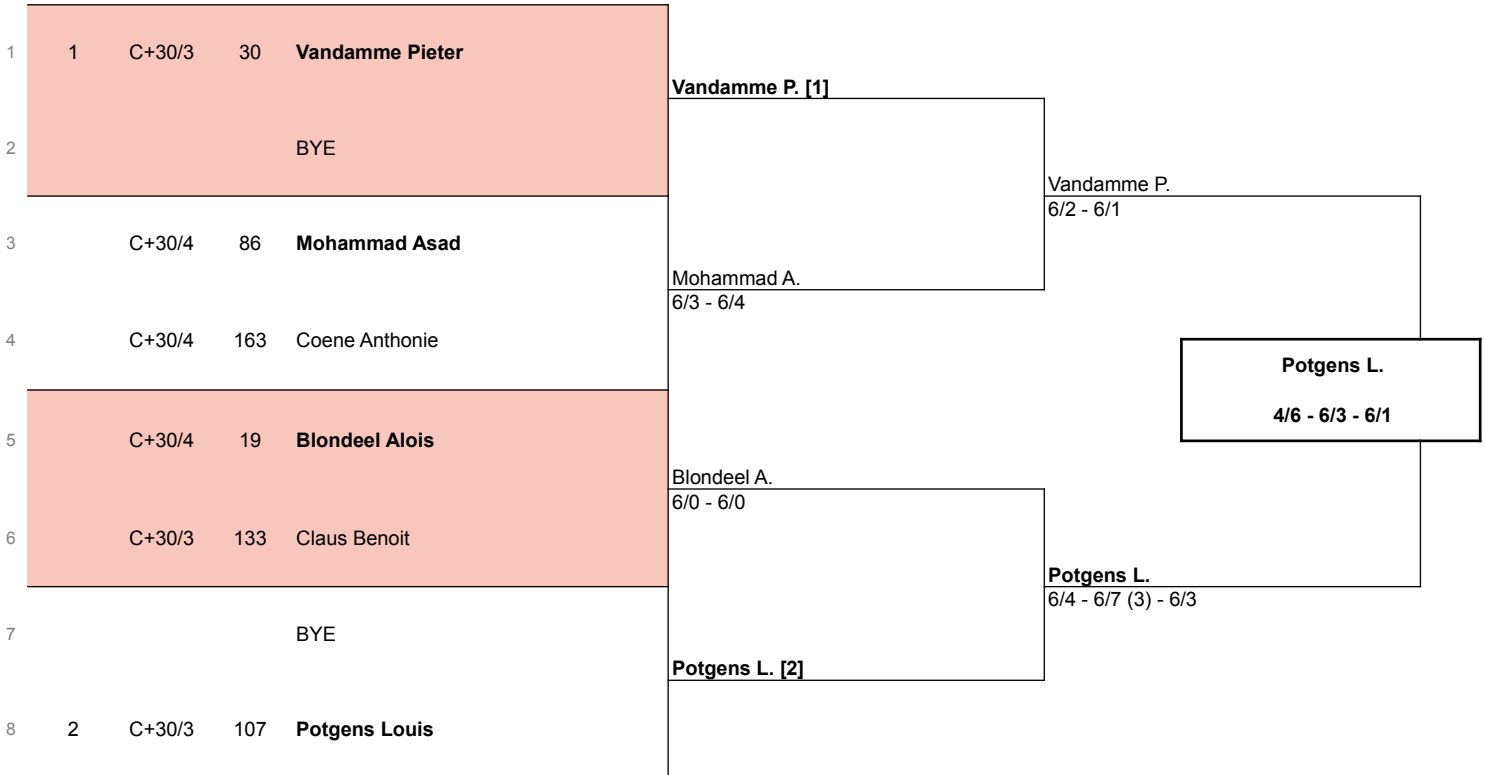 1 1 C+30/3 30 Vandamme Pieter
Vandamme P. [1]
2 BYE
Vandamme P.
6/2 - 6/1
3 C+30/4 86 Mohammad Asad
Mohammad A.
6/3 - 6/4
4 C+30/4 163 Coene Anthonie
Potgens L.
4/6 - 6/3 - 6/1
5 C+30/4 19 Blondeel Alois
Blondeel A.
6/0 - 6/0
6 C+30/3 133 Claus Benoit
Potgens L.
6/4 - 6/7 (3) - 6/3
7 BYE
Potgens L. [2]
8 2 C+30/3 107 Potgens Louis